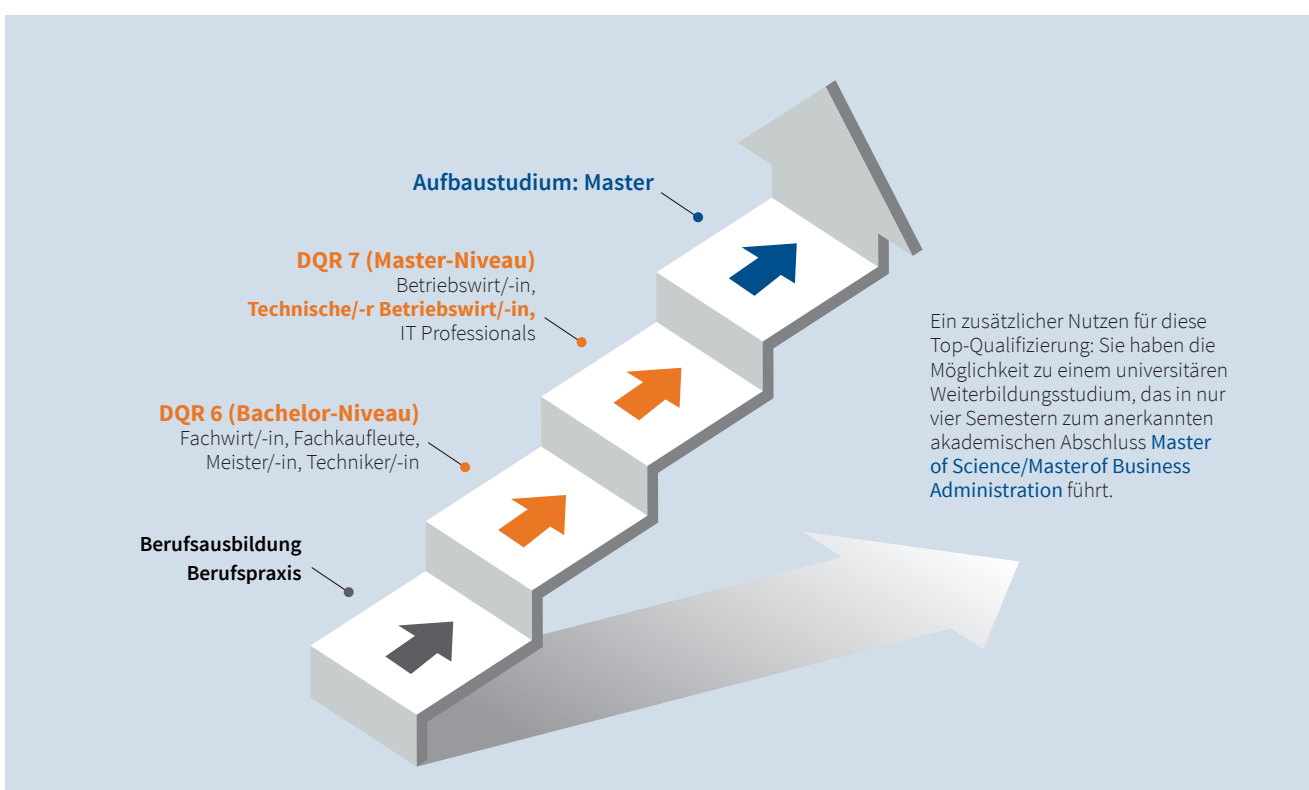 Aufbaustudium: Master
DQR 7 (Master-Niveau)
Betriebswirt/-in,
Technische/-r Betriebswirt/-in,
IT Professionals
DQR 6 (Bachelor-Niveau)
Fachwirt/-in, Fachkaufleute,
Meister/-in, Techniker/-in
Berufsausbildung
Berufspraxis
Ein zusätzlicher Nutzen für diese
Top-Qualifizierung: Sie haben die
Möglichkeit zu einem universitären
Weiterbildungsstudium, das in nur
vier Semestern zum anerkannten
akademischen Abschluss Master
of Science/Masterof Business
Administration führt.